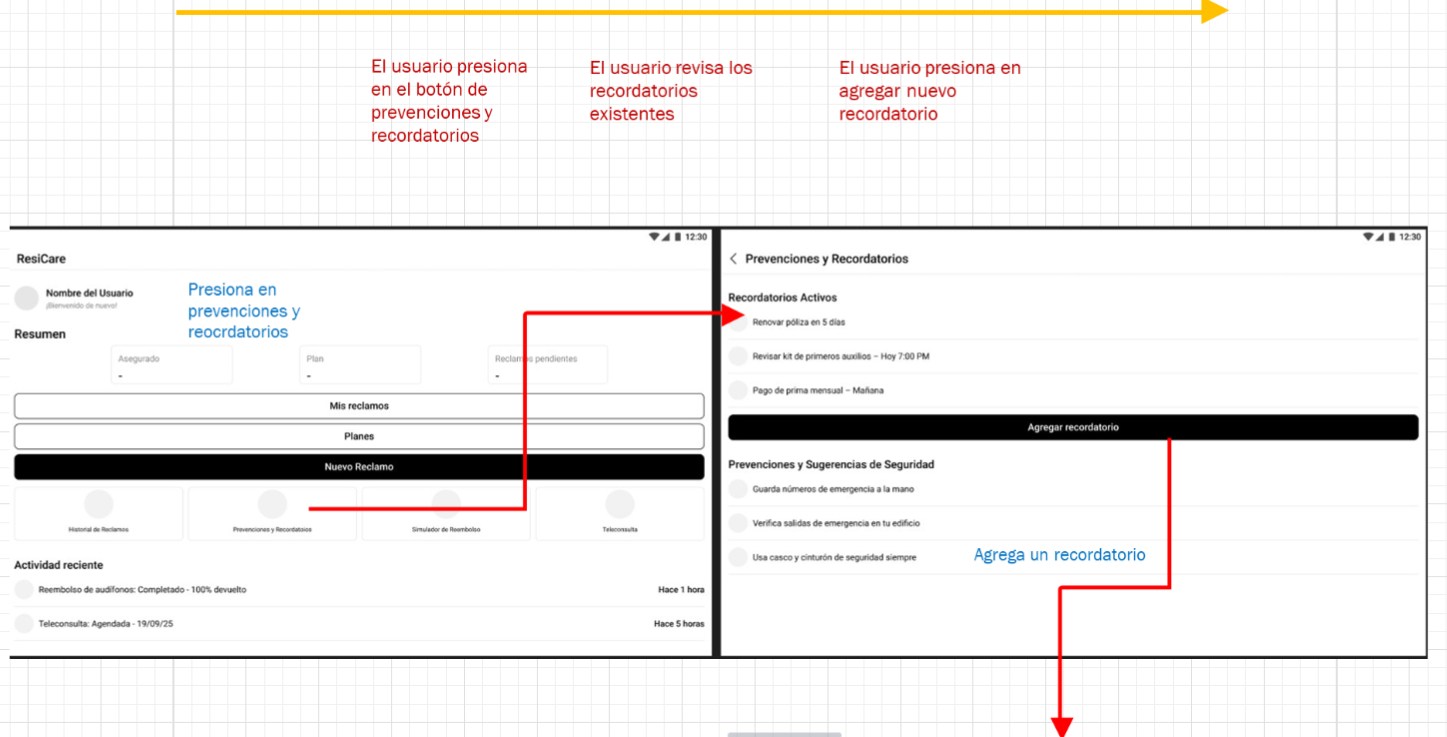 El usuario presiona
en el botón de
prevenciones y
recordatorios
El usuario revisa los
recordatorios
existentes
El usuario presiona en
agregar nuevo
recordatorio
12:30
ResiCare
Nombre del Usuario
¡Bienvenido de nuevo!
Presiona en
prevenciones y
reocrdatorios
Resumen
Asegurado
-
Plan
-
Reclamos pendientes
-
Mis reclamos
Planes
Nuevo Reclamo
Historial de Reclamos
Prevenciones y Recordatoios
Simulador de Reembolso
Teleconsulta
Actividad reciente
Reembolso de audífonos: Completado - 100% devuelto
Hace 1 hora
Teleconsulta: Agendada - 19/09/25
Hace 5 horas
12:30
Prevenciones y Recordatorios
Recordatorios Activos
Renovar póliza en 5 días
Revisar kit de primeros auxilios – Hoy 7:00 PM
Pago de prima mensual – Mañana
Agregar recordatorio
Prevenciones y Sugerencias de Seguridad
Guarda números de emergencia a la mano
Verifica salidas de emergencia en tu edificio
Usa casco y cinturón de seguridad siempre
Agrega un recordatorio